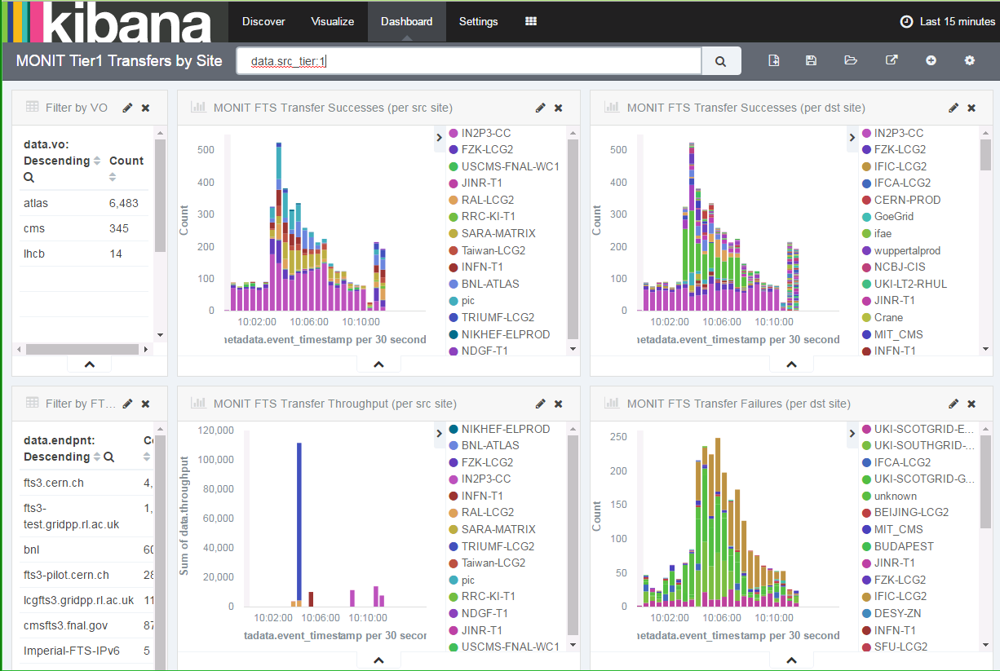 kibana
Discover Visualize Dashboard Settings
Last 15 minutes
MONIT Tier1 Transfers by Site
data.src_tier:1
Filter by VO
data.vo:
Descending Count
atlas 6,483
cms 345
lhcb 14
MONIT FTS Transfer Successes (per src site)
Count
500
400
300
200
100
0
10:02:00 10:06:00 10:10:00
netadata.event_timestamp per 30 second
IN2P3-CC
FZK-LCG2
USCMS-FNAL-WC1
JINR-T1
RAL-LCG2
RRC-KI-T1
SARA-MATRIX
Taiwan-LCG2
INFN-T1
BNL-ATLAS
pic
TRIUMF-LCG2
NIKHEF-ELPROD
NDGF-T1
MONIT FTS Transfer Successes (per dst site)
Count
500
400
300
200
100
0
10:02:00 10:06:00 10:10:00
netadata.event_timestamp per 30 second
IN2P3-CC
FZK-LCG2
IFIC-LCG2
IFCA-LCG2
CERN-PROD
GoeGrid
ifae
wuppertalprod
NCBJ-CIS
UKI-LT2-RHUL
JINR-T1
Crane
MIT_CMS
INFN-T1
Filter by FT...
data.endpnt:
Descending
fts3.cern.ch 4,
fts3-
test.gridpp.rl.ac.uk 1,
bnl 60
fts3-pilot.cern.ch 28
lcgfts3.gridpp.rl.ac.uk 11
cmsfts3.fnal.gov 87
Imperial-FTS-IPv6 5
MONIT FTS Transfer Throughput (per src site)
Sum of data.throughput
120,000
100,000
80,000
60,000
40,000
20,000
0
10:02:00 10:06:00 10:10:00
tadata.event_timestamp per 30 secor
NIKHEF-ELPROD
BNL-ATLAS
FZK-LCG2
IN2P3-CC
INFN-T1
RAL-LCG2
SARA-MATRIX
TRIUMF-LCG2
Taiwan-LCG2
pic
RRC-KI-T1
NDGF-T1
JINR-T1
USCMS-FNAL-WC1
MONIT FTS Transfer Failures (per dst site)
Count
250
200
150
100
50
0
10:02:00 10:06:00 10:10:00
netadata.event_timestamp per 30 second
UKI-SCOTGRID-E...
UKI-SOUTHGRID-...
IFCA-LCG2
UKI-SCOTGRID-G...
unknown
BEIJING-LCG2
MIT_CMS
BUDAPEST
JINR-T1
FZK-LCG2
IFIC-LCG2
DESY-ZN
INFN-T1
SFU-LCG2